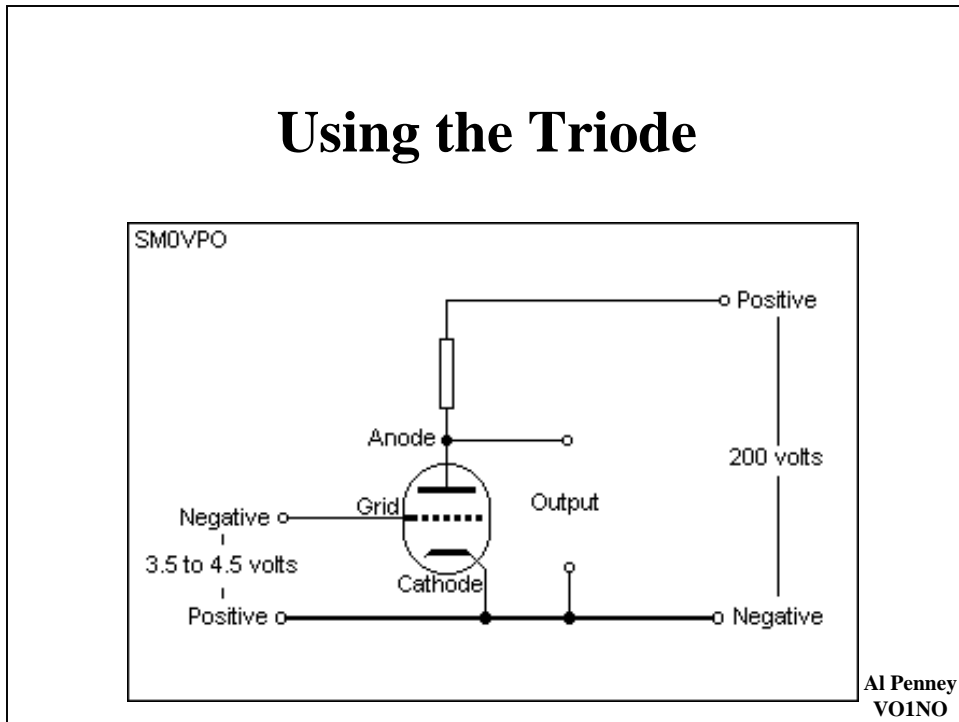 Using the Triode
SM0VPO
Positive
Anode
200 volts
Grid
Output
Negative
3.5 to 4.5 volts
Cathode
Positive
Negative
Al Penney
VO1NO